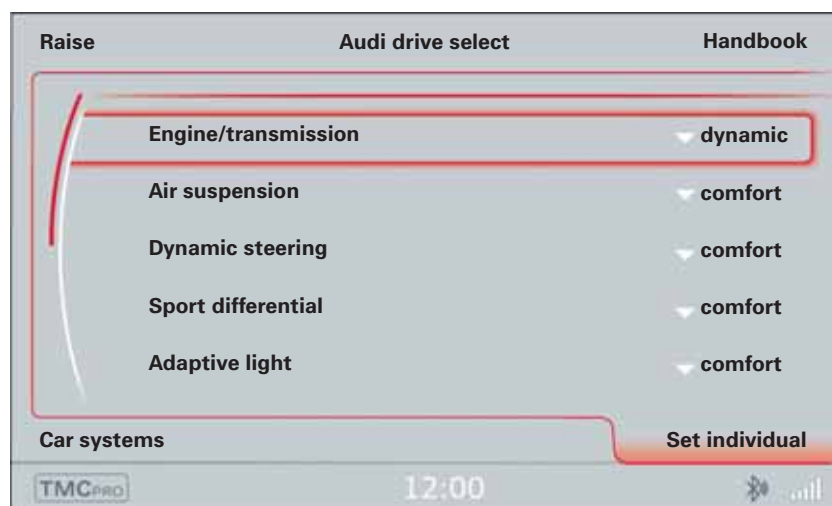 Raise Audi drive select Handbook
Engine/transmission dynamic
Air suspension comfort
Dynamic steering comfort
Sport differential comfort
Adaptive light comfort
Car systems Set individual
TMCPRO 12:00